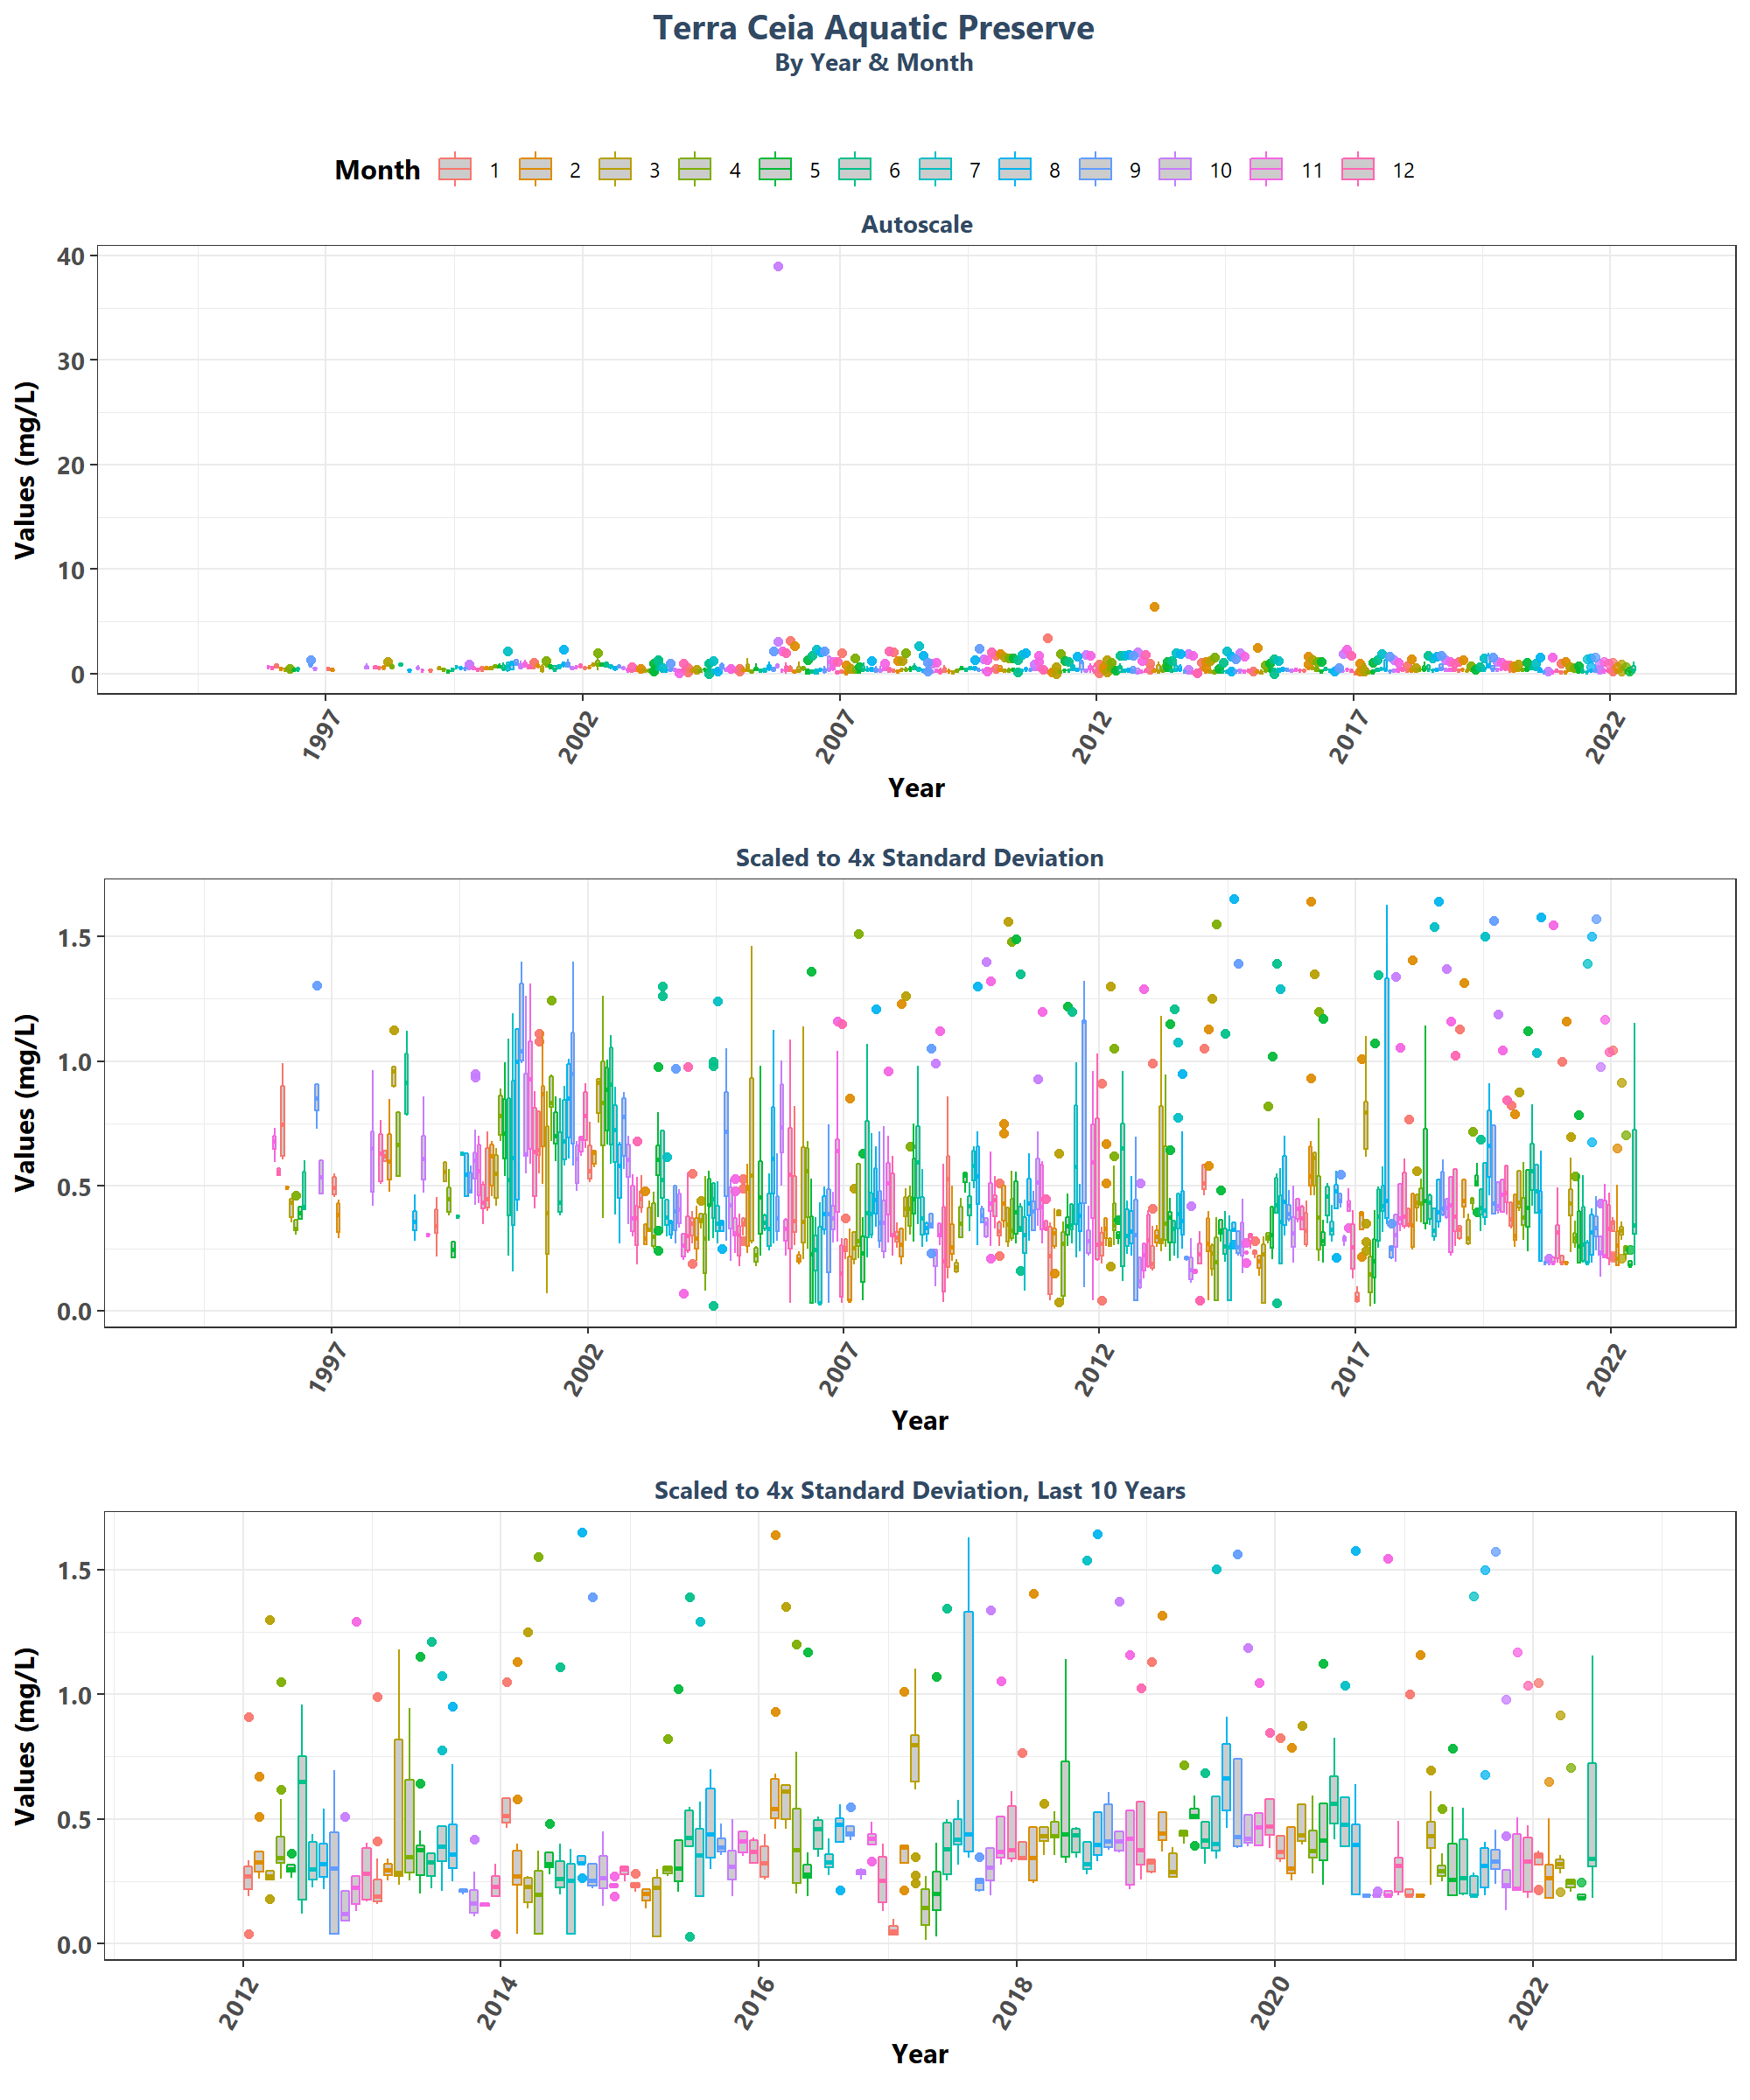 Terra Ceia Aquatic Preserve
By Year & Month
Month 1 2 3 4 5 6 7 8 9 10 11 12
Autoscale
Values (mg/L)
40
30
20
10
0
1997 2002 2007 2012 2017 2022
Year
Scaled to 4x Standard Deviation
Values (mg/L)
1.5
1.0
0.5
0.0
1997 2002 2007 2012 2017 2022
Year
Scaled to 4x Standard Deviation, Last 10 Years
Values (mg/L)
1.5
1.0
0.5
0.0
2012 2014 2016 2018 2020 2022
Year